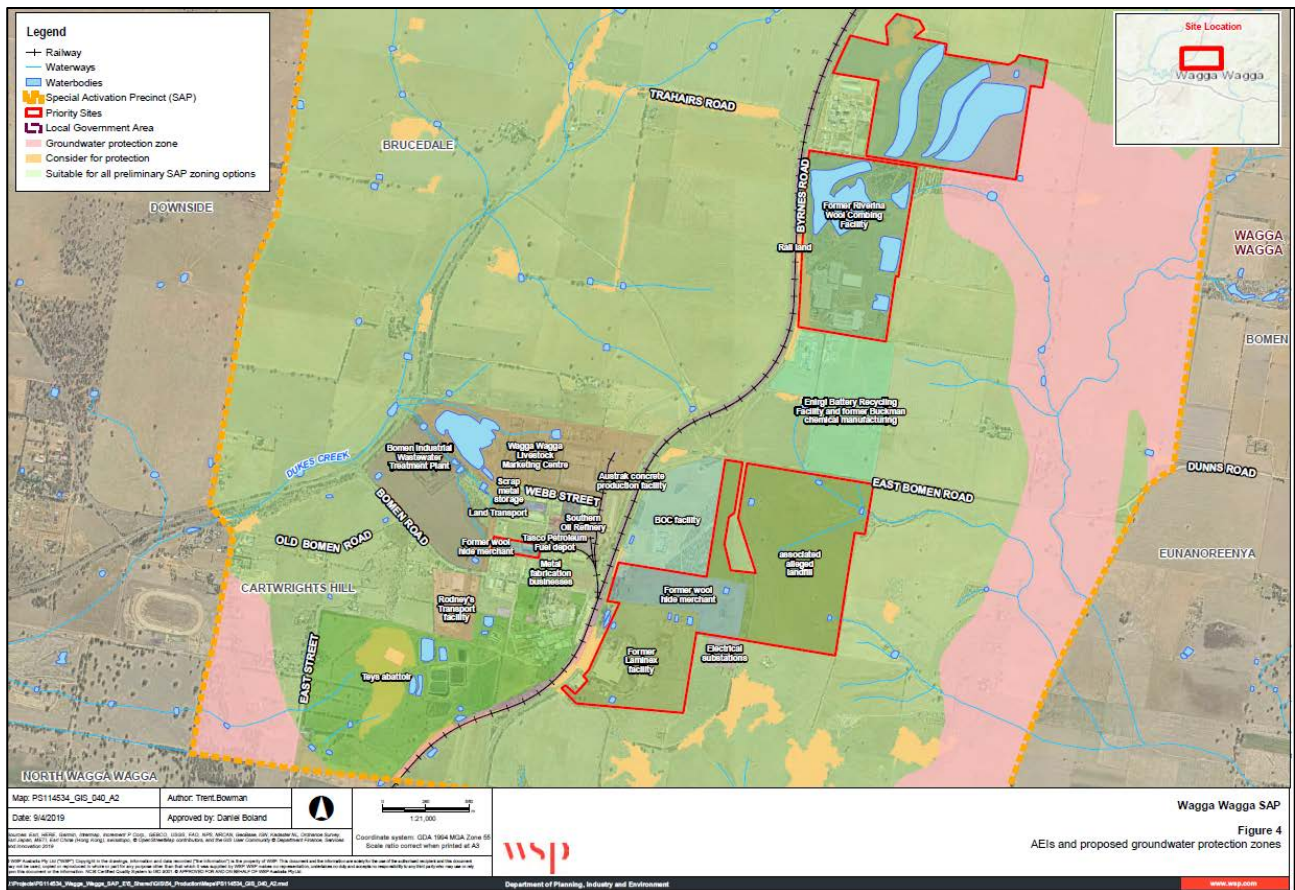 Legend
Railway
Waterways
Waterbodies
Special Activation Precinct (SAP)
Priority Sites
Local Government Area
Groundwater protection zone
Consider for protection
Suitable for all preliminary SAP zoning options
Site Location
Wagga Wagga
TRAHAIRS ROAD
BRUCEDALE
DOWNSIDE
BYRNES ROAD
Former Riverina
Wool Combing
Facility
Rail land
WAGGA
WAGGA
BOMEN
Enirgi Battery Recycling
Facility and former Buckman
chemical manufacturing
DUKES CREEK
Bomen Industrial
Wastewater
Treatment Plant
Wagga Wagga
Livestock
Marketing Centre
Austrak concrete
production facility
DUNNS ROAD
EAST BOMEN ROAD
Scrap
metal
storage
WEBB STREET
BOMEN ROAD
Land Transport
Southern
Oil Refinery
BOC facility
OLD BOMEN ROAD
Former wool
hide merchant
Tasco Petroleum
Fuel depot
associated
alleged
landfill
EUNANOREENYA
Metal
fabrication
businesses
CARTWRIGHTS HILL
Rodney's
Transport
facility
Former wool
hide merchant
EAST STREET
Former
Laminex
facility
Electrical
substations
Teys abattoir
NORTH WAGGA WAGGA
Map: PS114534_GIS_040_A2
Author: Trent.Bowman
Date: 9/4/2019
Approved by: Daniel Boland
1:21,000
Coordinate system: GDA 1994 MGA Zone 55
Scale ratio correct when printed at A3
wsp
Wagga Wagga SAP
Figure 4
AEIs and proposed groundwater protection zones
Department of Planning, Industry and Environment
www.wsp.com